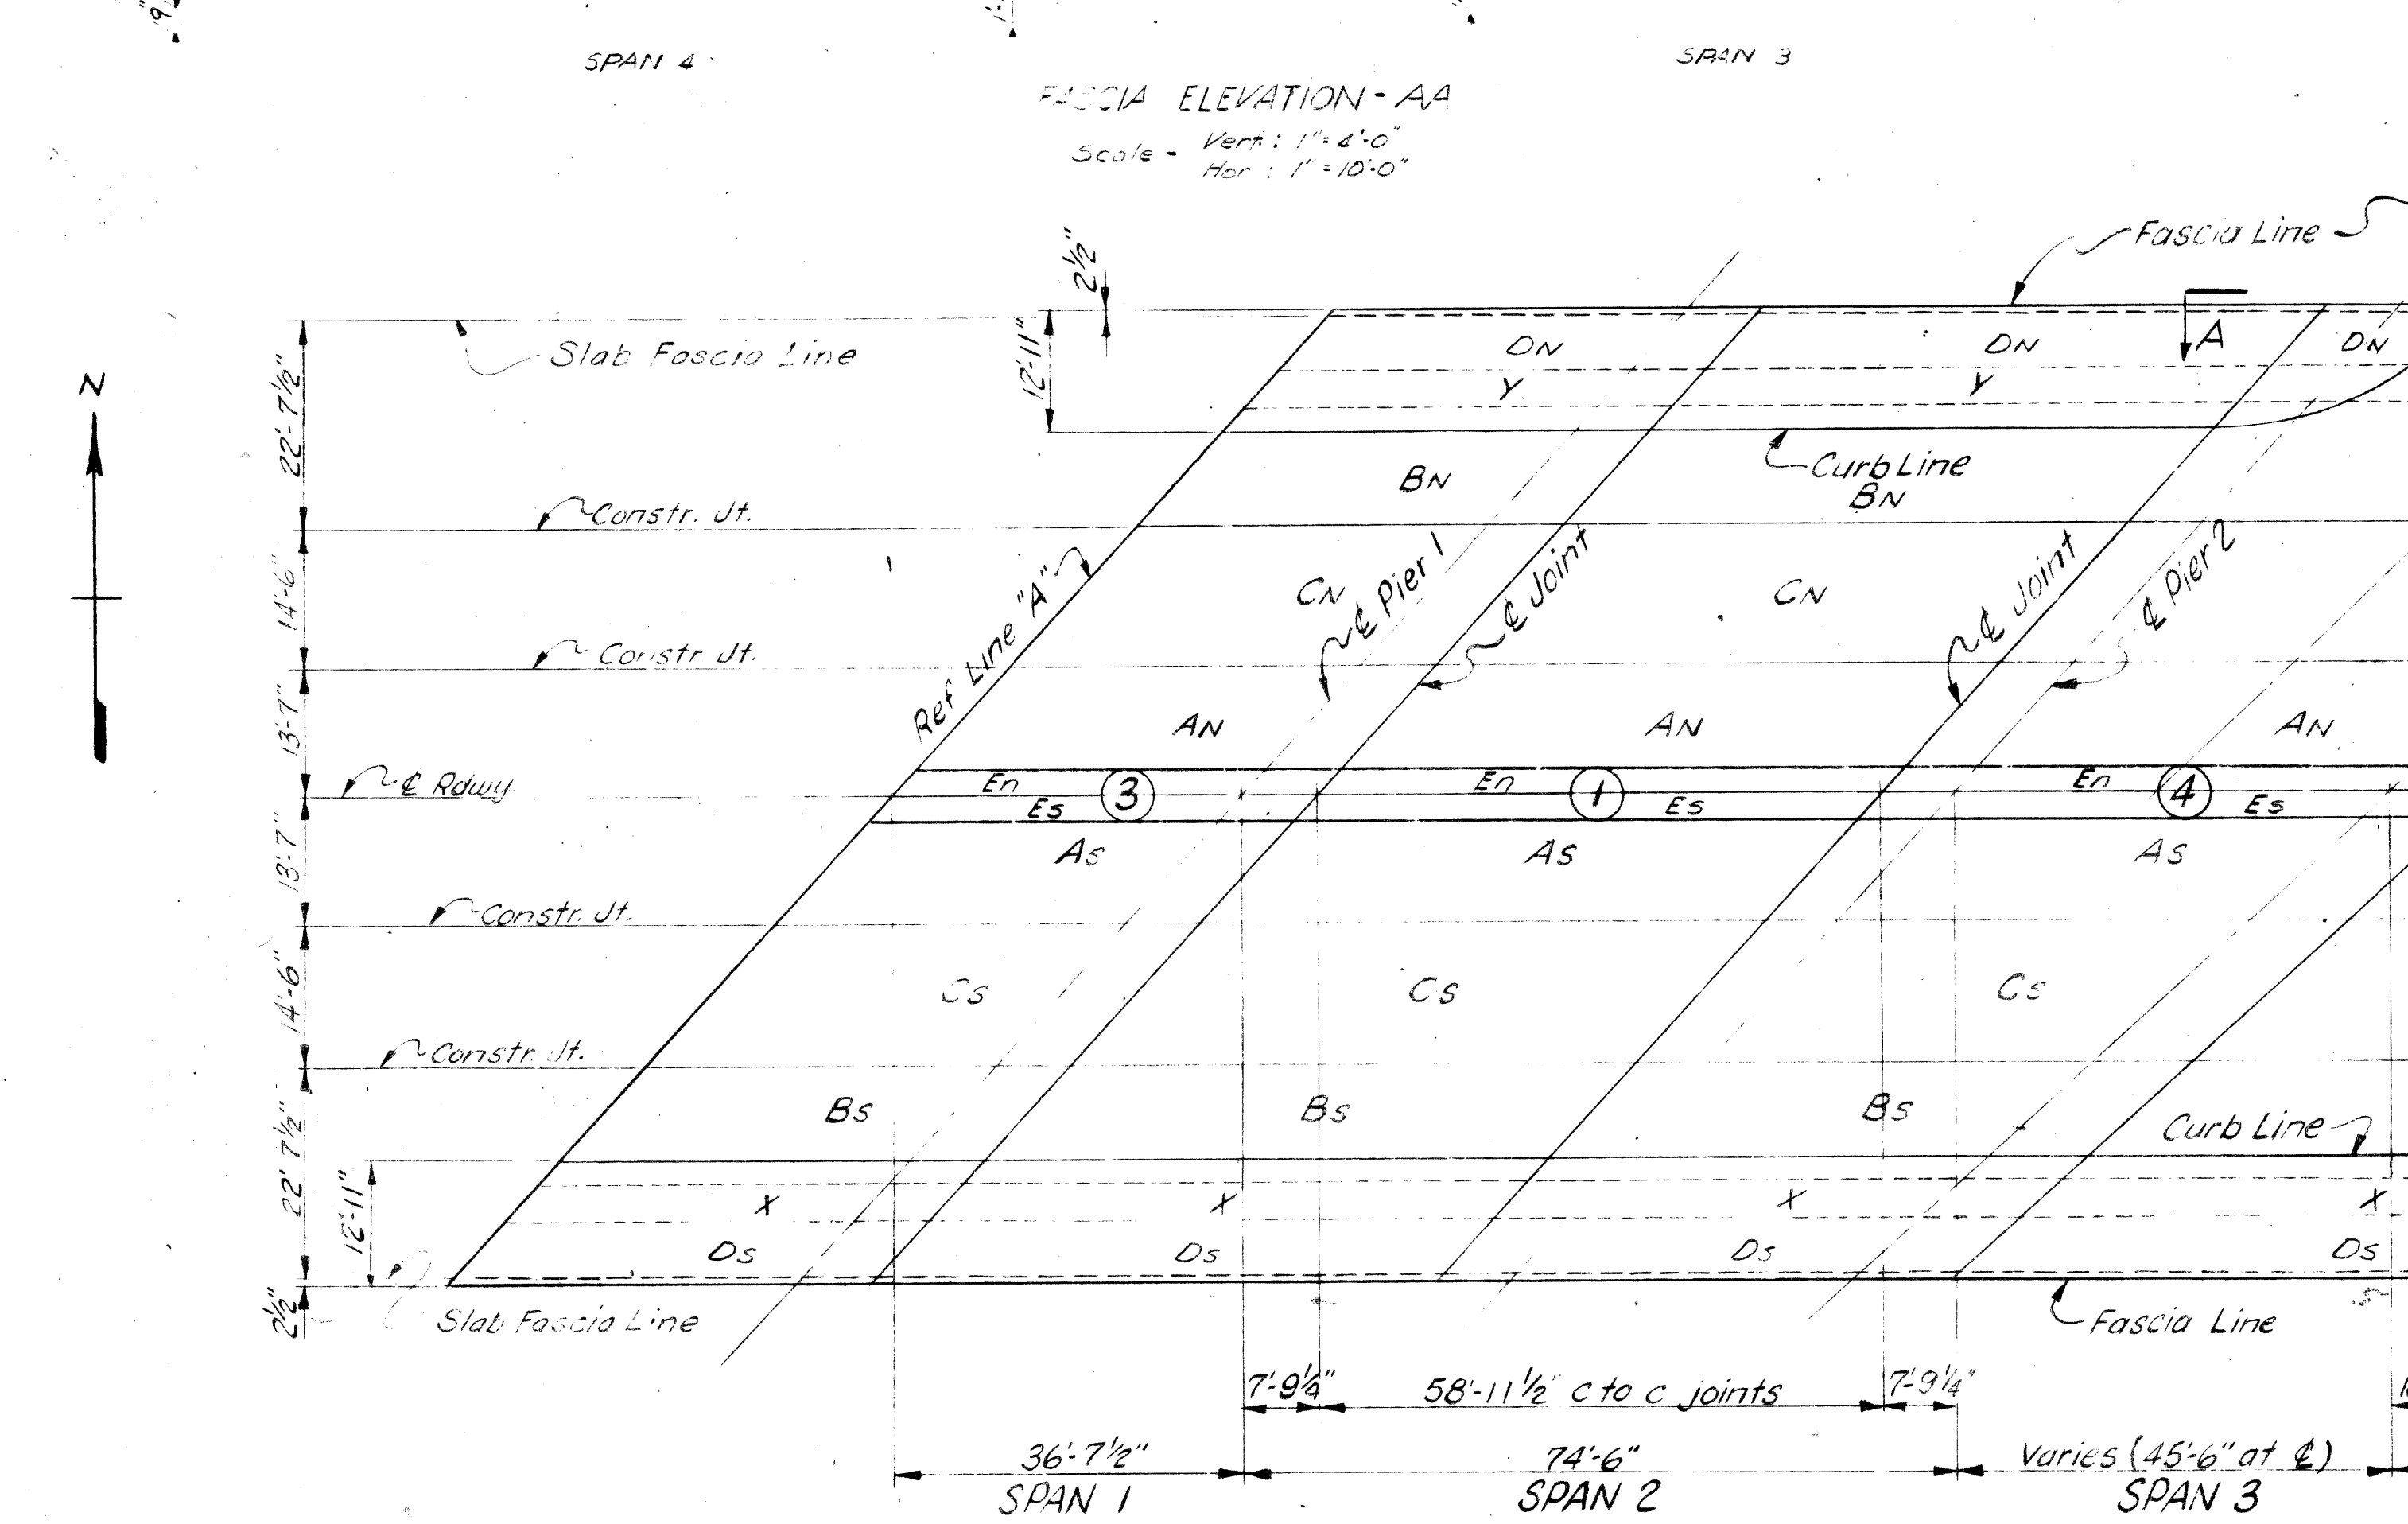 SPAN 4
SPAN 3
FASCIA ELEVATION - AA
Scale - Vert: 1"=4'-0"
Hor: 1"=10'-0"
Fascia Line
2½"
12'-11"
Slab Fascia Line
N
DN
DN
A
DN
Y
Y
22'-7½"
Curb Line
BN
BN
Constr. Jt.
14'-6"
Ref Line "A"
CN
℄ Pier 1
℄ Joint
CN
℄ Joint
℄ Pier 2
Constr Jt.
13'-7"
AN
AN
AN
℄ Rdwy
En
3
Es
En
1
Es
En
4
Es
13'-7"
As
As
As
Constr. Jt.
14'-6"
Cs
Cs
Cs
Constr. Jt.
22' 7½"
Bs
Bs
Bs
Curb Line
12'-11"
X
X
X
X
Ds
Ds
Ds
Ds
2½"
Slab Fascia Line
Fascia Line
7'-9¼"
58'-11½ c to c joints
7'-9¼"
36'-7½"
74'-6"
Varies (45'-6" at ℄)
SPAN 1
SPAN 2
SPAN 3